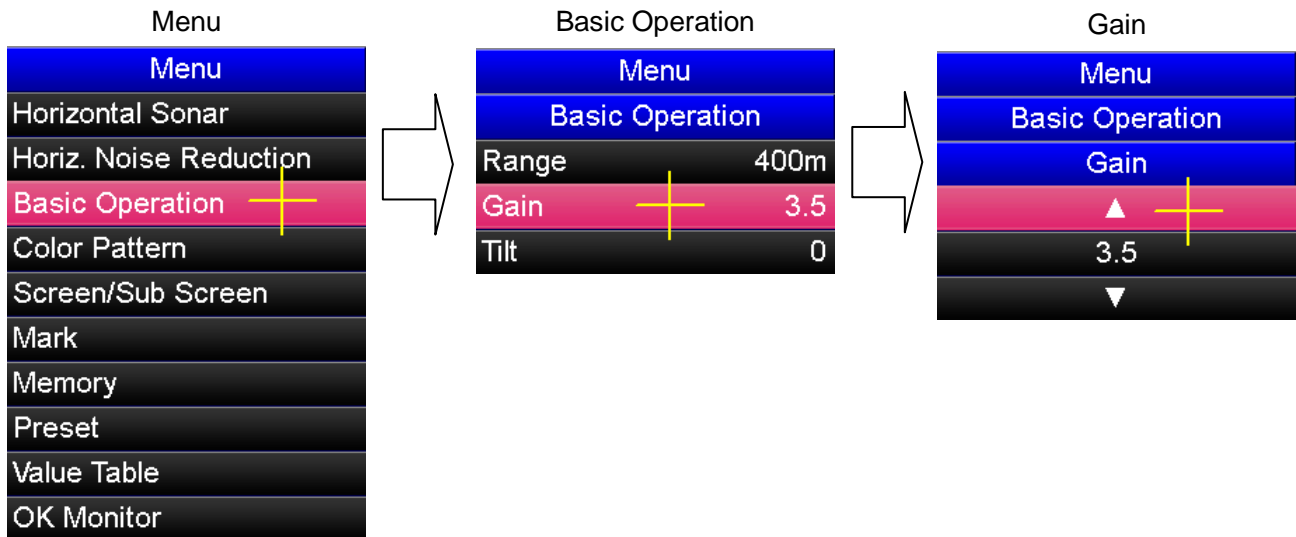 Menu
Menu
Horizontal Sonar
Horiz. Noise Reduction
Basic Operation
Color Pattern
Screen/Sub Screen
Mark
Memory
Preset
Value Table
OK Monitor
Basic Operation
Menu
Basic Operation
Range 400m
Gain 3.5
Tilt 0
Gain
Menu
Basic Operation
Gain
▲
3.5
▼